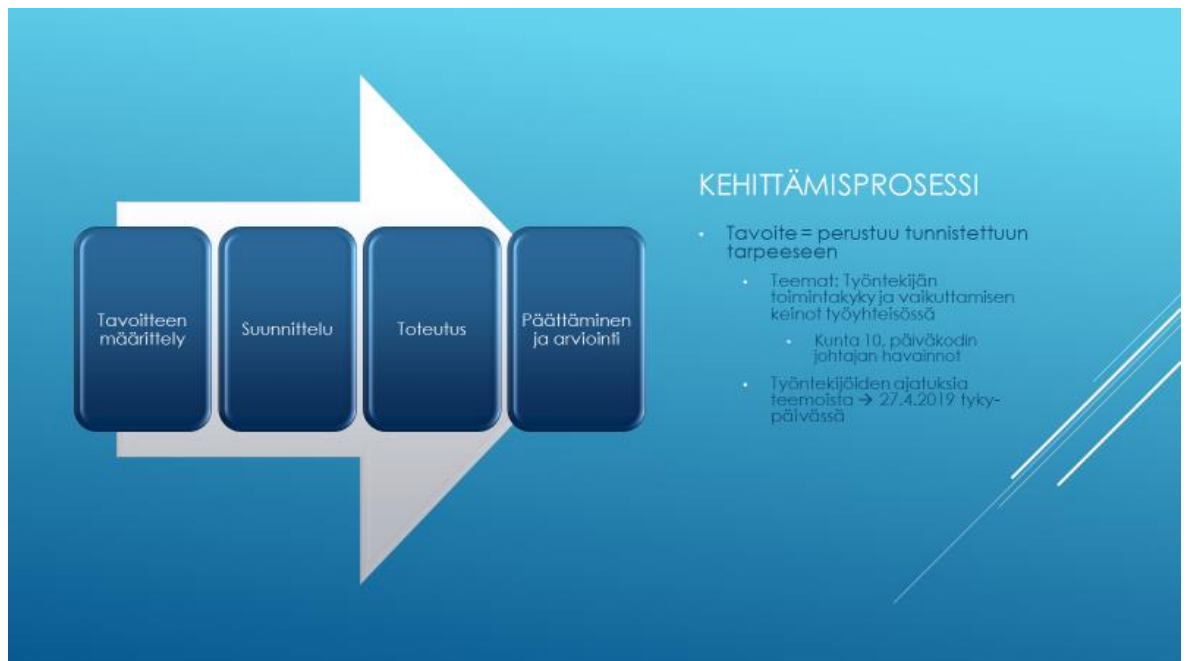 Tavoitteen
määrittely
Suunnittelu
Toteutus
Päättäminen
ja arviointi
KEHITTÄMISPROSESSI
• Tavoite = perustuu tunnistettuun
tarpeeseen
• Teemat: Työntekijän
toimintakyky ja vaikuttamisen
keinot työyhteisössä
• Kunta 10, päiväkodin
johtajan havainnot
• Työntekijöiden ajatuksia
teemoista → 27.4.2019 tyky-
päivässä